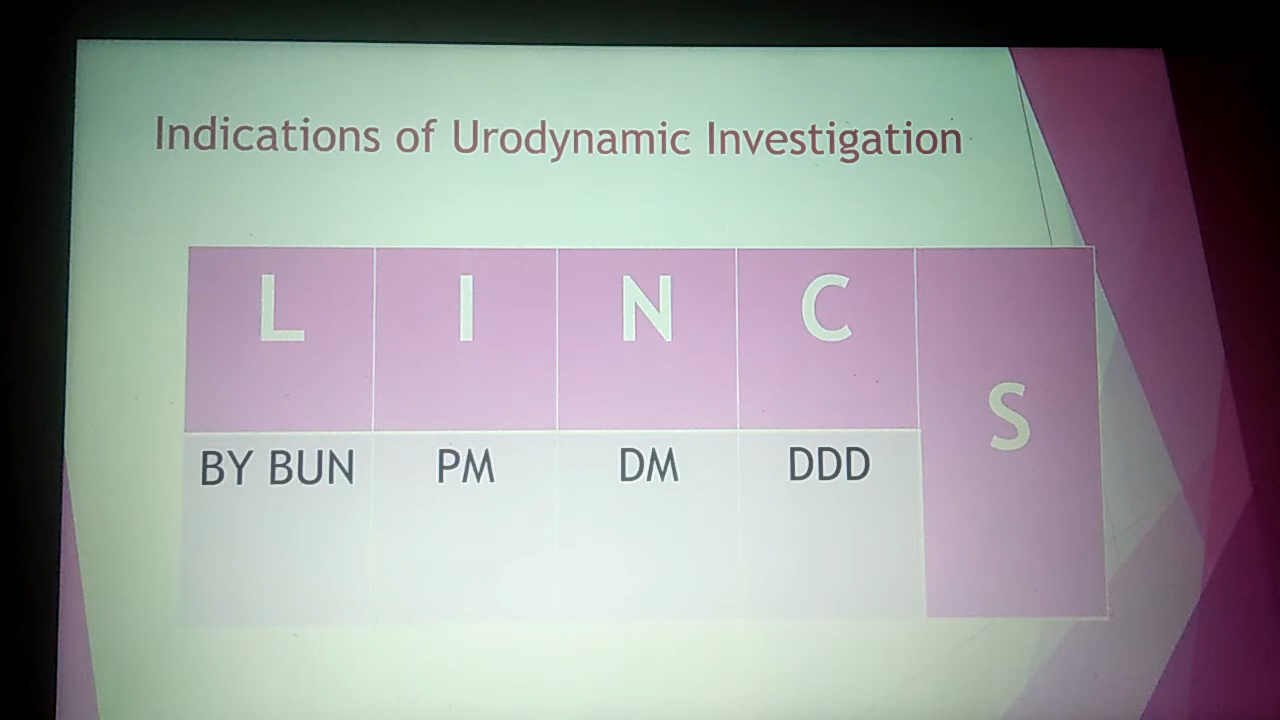 Indications of Urodynamic Investigation
L I N C S
BY BUN PM DM DDD